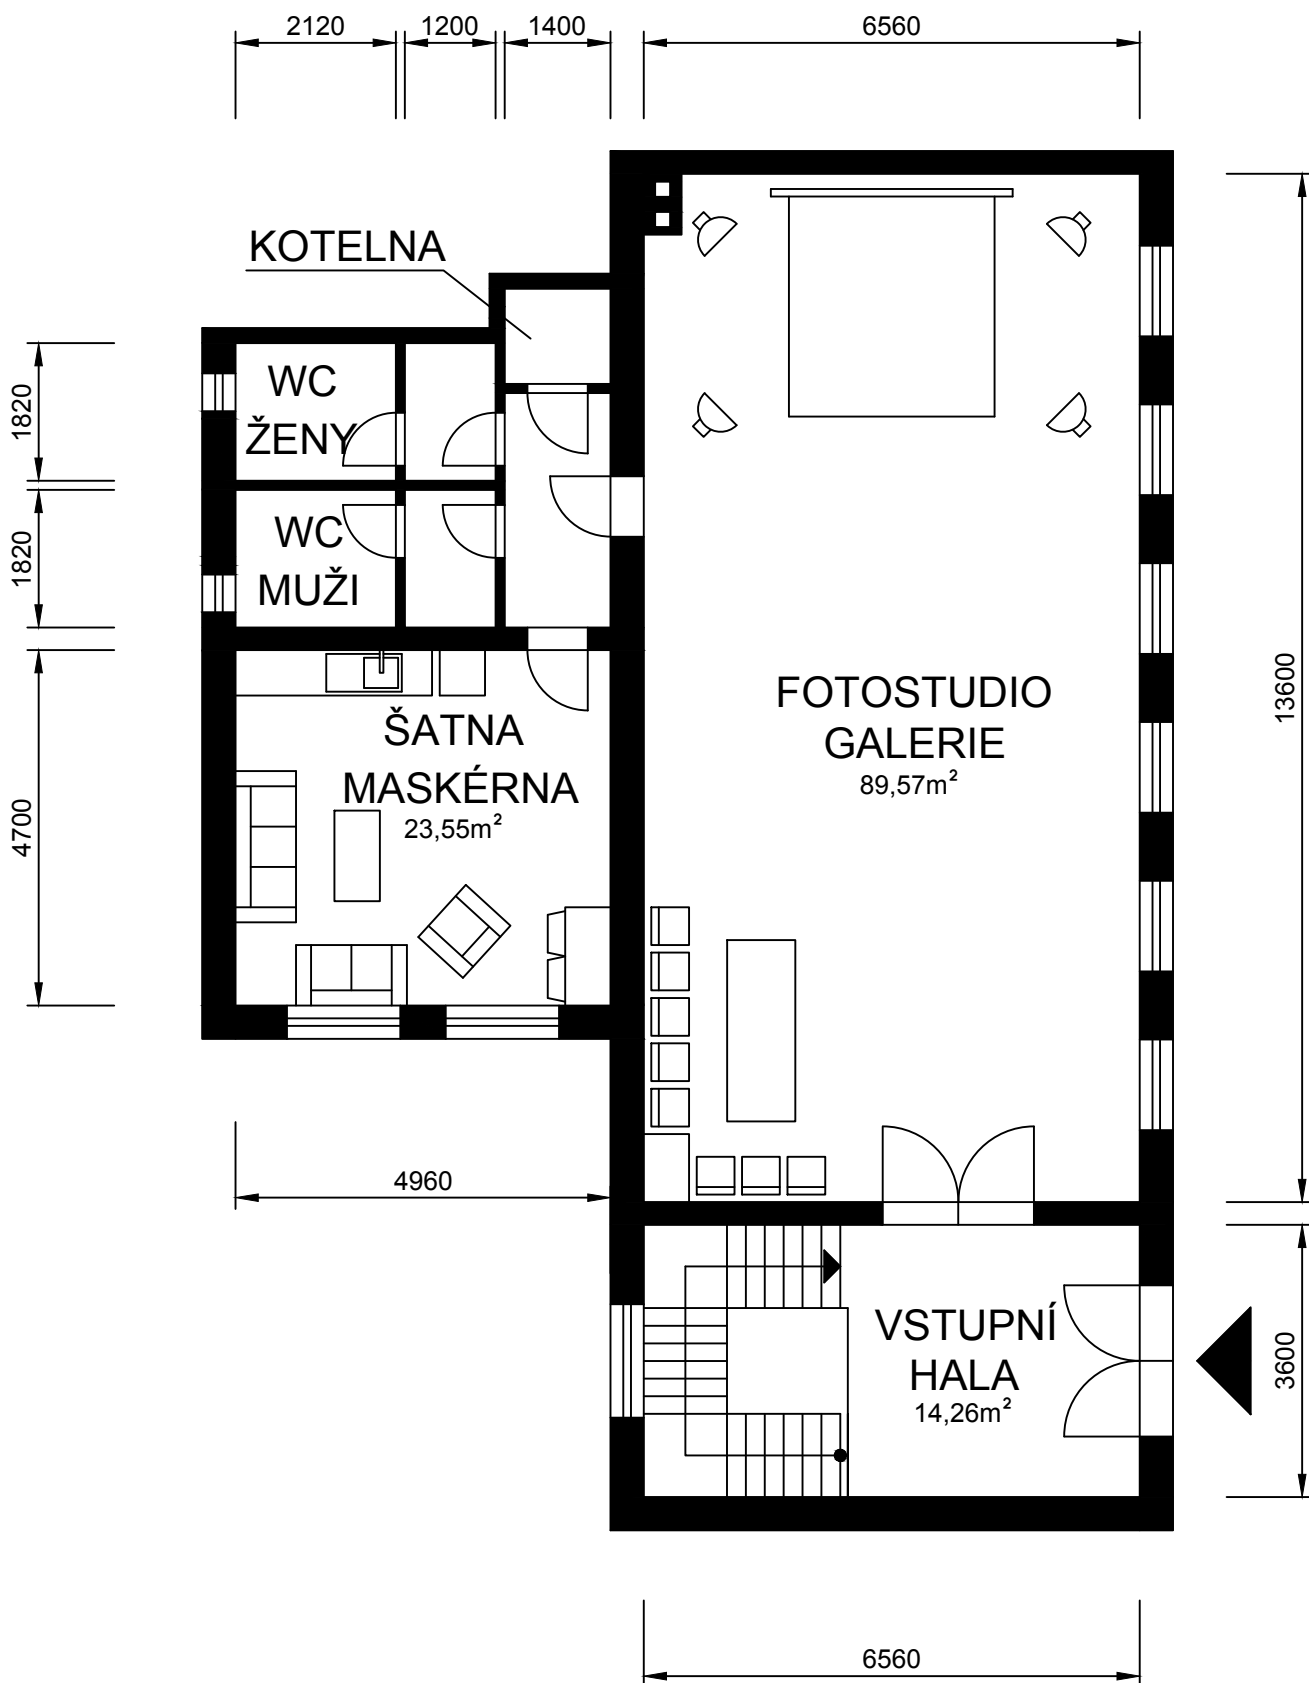 2120
1200
1400
6560
KOTELNA
WC
ŽENY
1820
WC
MUŽI
1820
ŠATNA
MASKÉRNA
23,55m²
4700
FOTOSTUDIO
GALERIE
89,57m²
13600
4960
VSTUPNÍ
HALA
14,26m²
3600
6560